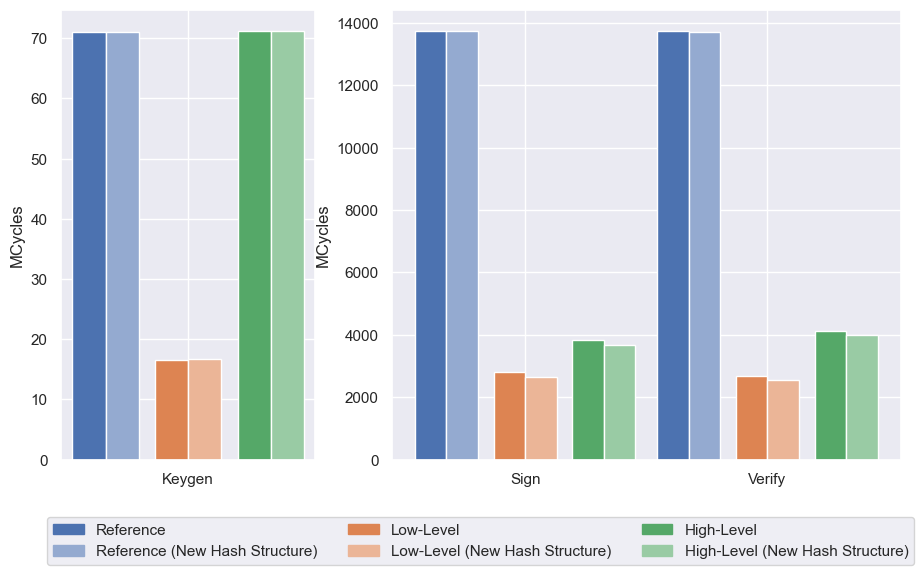 MCycles
70
60
50
40
30
20
10
0
Keygen
MCycles
14000
12000
10000
8000
6000
4000
2000
0
Sign
Verify
Reference
Reference (New Hash Structure)
Low-Level
Low-Level (New Hash Structure)
High-Level
High-Level (New Hash Structure)